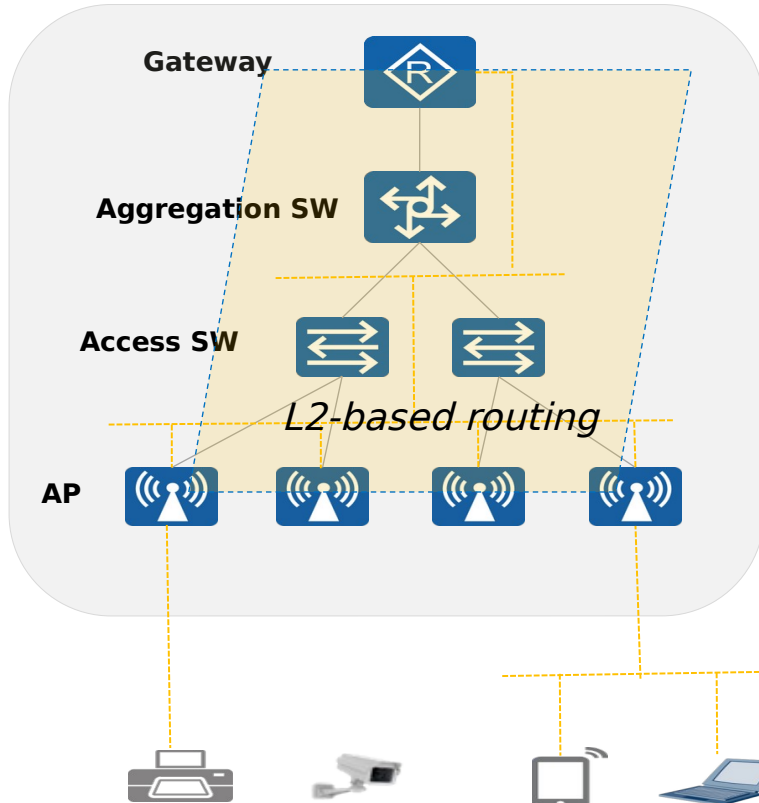 Gateway
R
Aggregation SW
Access SW
L2-based routing
AP